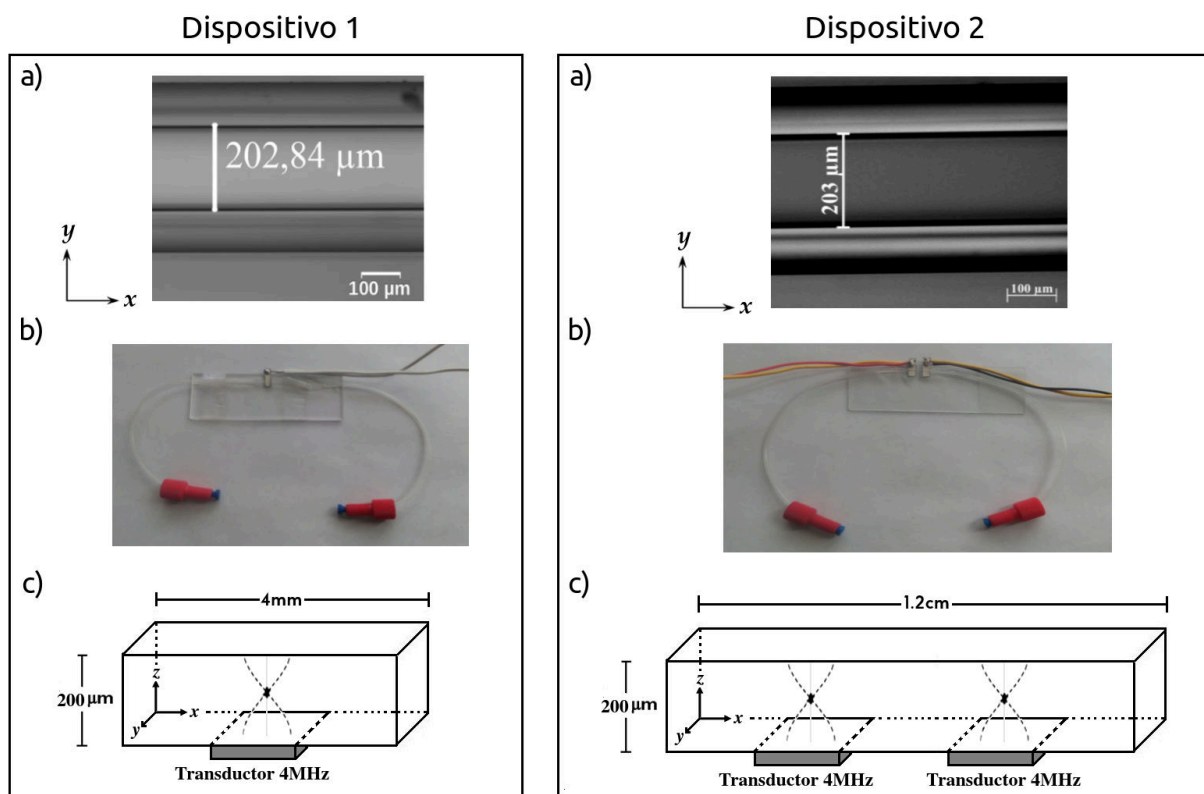 Dispositivo 1
a)
202,84 μm
y
x
100 μm
b)
c)
4mm
200 μm
z
y
x
Transductor 4MHz
Dispositivo 2
a)
203 μm
y
x
100 μm
b)
c)
1.2cm
200 μm
z
y
x
Transductor 4MHz
Transductor 4MHz